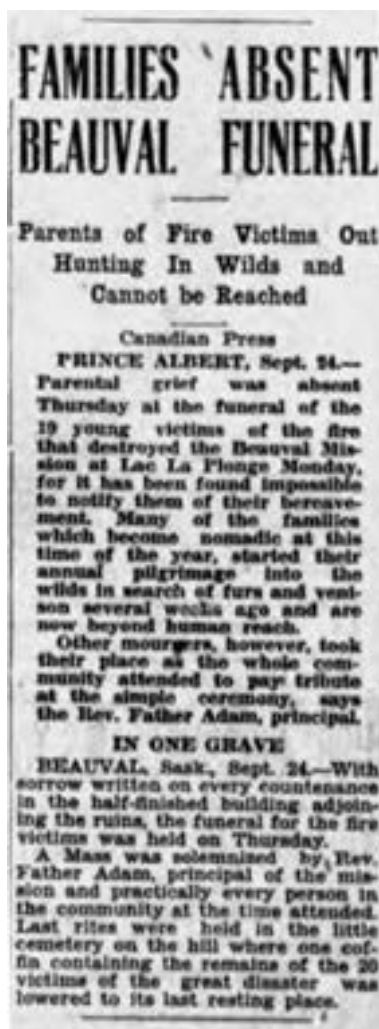 FAMILIES ABSENT
BEAUVAL FUNERAL
Parents of Fire Victims Out
Hunting In Wilds and
Cannot be Reached
Canadian Press
PRINCE ALBERT, Sept. 24.—
Parental grief was absent
Thursday at the funeral of the
19 young victims of the fire
that destroyed the Beauval Mis-
sion at Lac La Plonge Monday,
for it has been found impossible
to notify them of their bereave-
ment. Many of the families
which become nomadic at this
time of the year, started their
annual pilgrimage into the
wilds in search of furs and veni-
son several weeks ago and are
now beyond human reach.
Other mourners, however, took
their place as the whole com-
munity attended to pay tribute
at the simple ceremony, says
the Rev. Father Adam, principal.
IN ONE GRAVE
BEAUVAL, Sask., Sept. 24.—With
sorrow written on every countenance
in the half-finished building adjoin-
ing the ruins, the funeral for the fire
victims was held on Thursday.
A Mass was solemnized by Rev.
Father Adam, principal of the mis-
sion and practically every person in
the community at the time attended.
Last rites were held in the little
cemetery on the hill where one cof-
fin containing the remains of the 20
victims of the great disaster was
lowered to its last resting place.